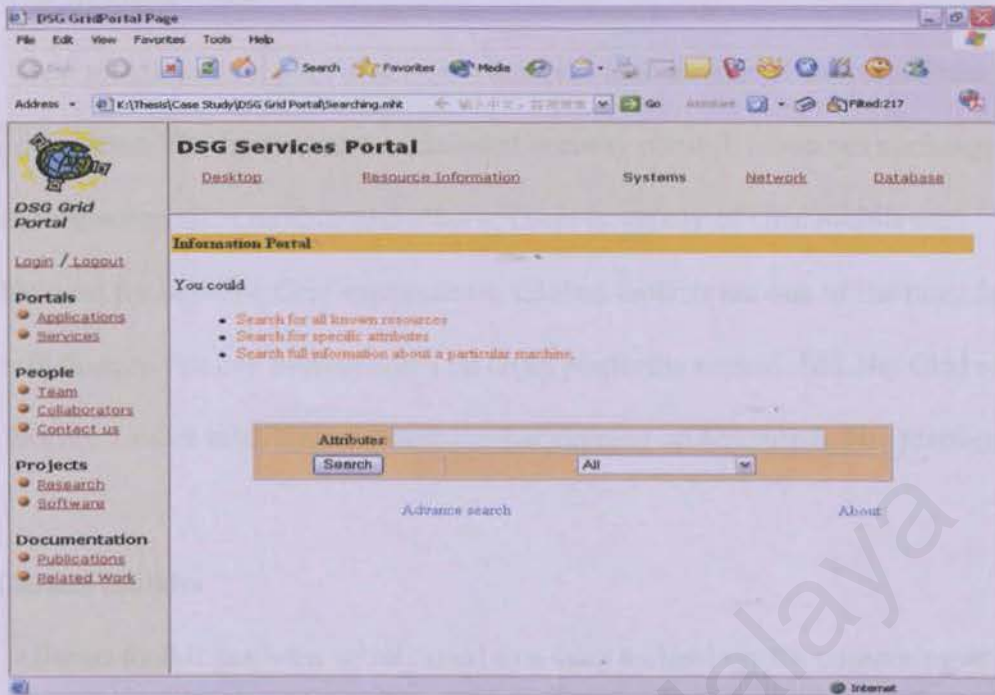 DSG GridPortal Page
File Edit View Favorites Tools Help
Search Favorites Media
Address K:\Thesis\Case Study\DSG Grid Portal\Searching.mht Go
DSG Grid
Portal
Login / Logout
Portals
Applications
Services
People
Team
Collaborators
Contact us
Projects
Research
Software
Documentation
Publications
Related Work
DSG Services Portal
Desktop Resource Information Systems Network Database
Information Portal
You could
Search for all known resources
Search for specific attributes
Search full information about a particular machine.
Attributes:
Search All
Advance search About
Internet